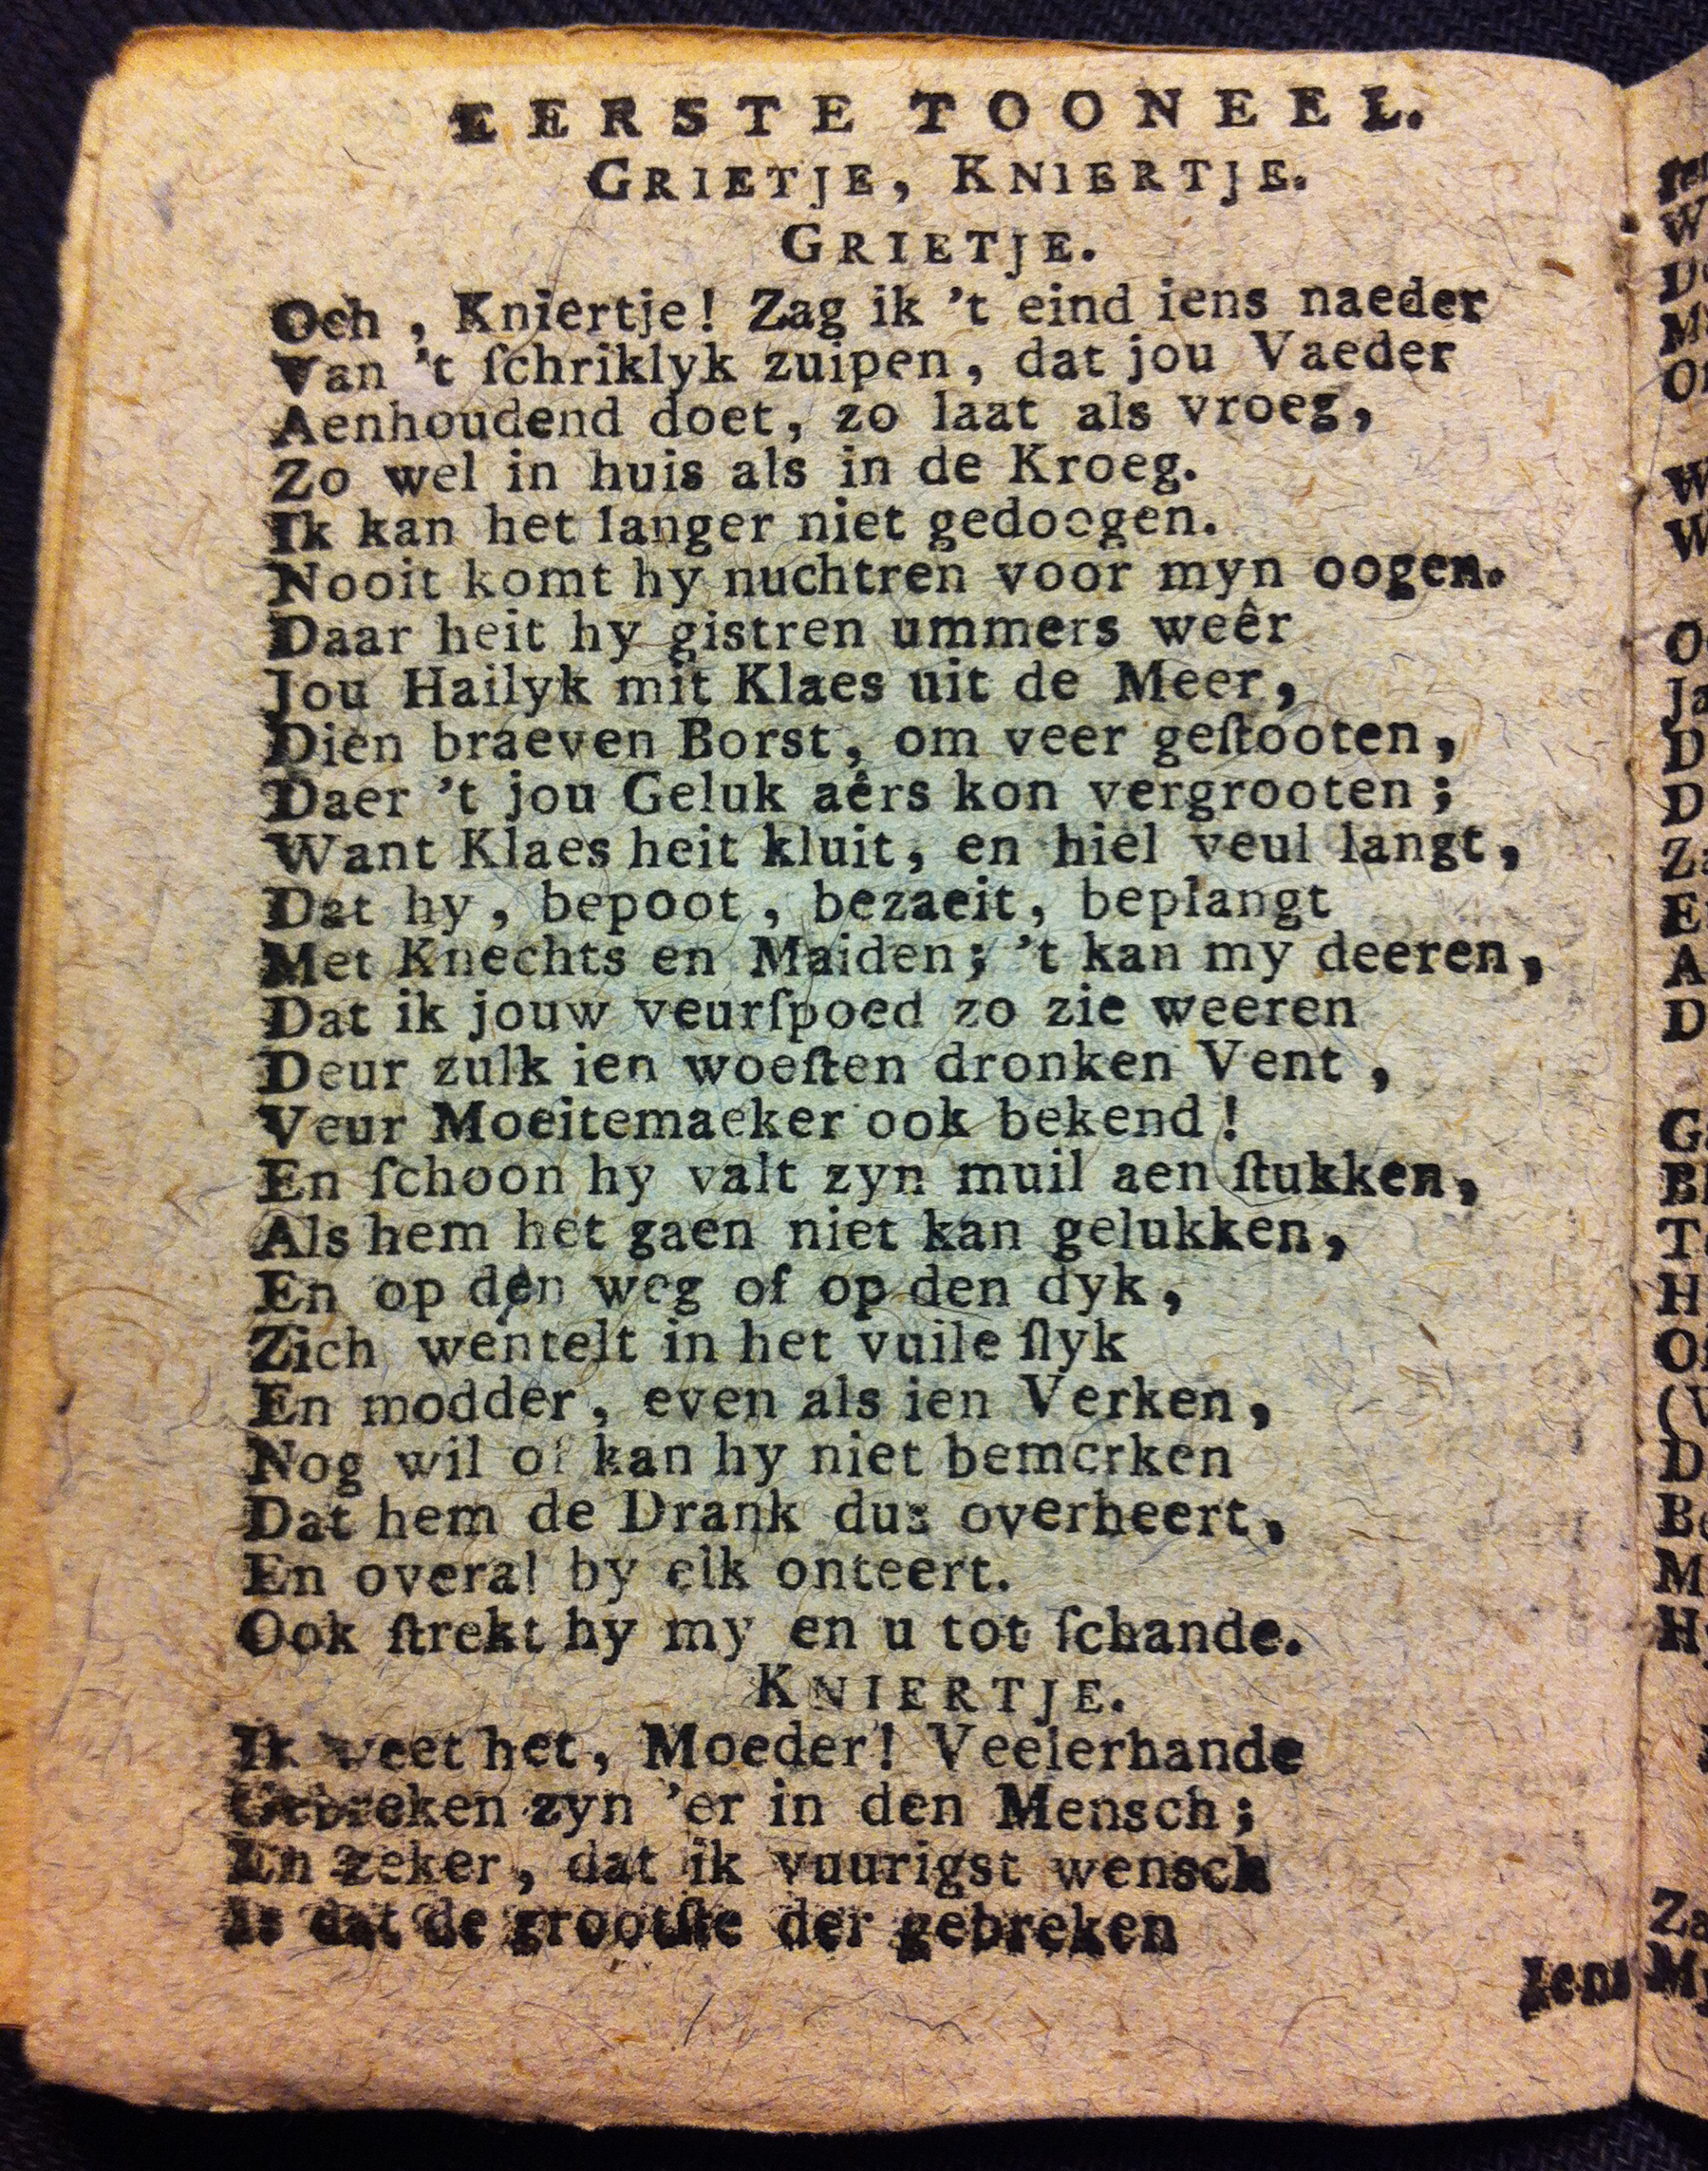 EERSTE TOONEEL.
GRIETJE, KNIERTJE.
GRIETJE.
Och, Kniertje! Zag ik 't eind iens naeder
Van 't ſchriklyk zuipen, dat jou Vaeder
Aenhoudend doet, zo laat als vroeg,
Zo wel in huis als in de Kroeg.
Ik kan het langer niet gedoogen.
Nooit komt hy nuchtren voor myn oogen.
Daar heit hy gistren ummers weêr
Jou Hailyk mit Klaes uit de Meer,
Dien braeven Borst, om veer geſtooten,
Daer 't jou Geluk aêrs kon vergrooten;
Want Klaes heit kluit, en hiel veul langt,
Dat hy, bepoot, bezaeit, beplangt
Met Knechts en Maiden; 't kan my deeren,
Dat ik jouw veurſpoed zo zie weeren
Deur zulk ien woeſten dronken Vent,
Veur Moeitemaeker ook bekend!
En ſchoon hy valt zyn muil aen ſtukken,
Als hem het gaen niet kan gelukken,
En op den weg of op den dyk,
Zich wentelt in het vuile ſlyk
En modder, even als ien Verken,
Nog wil of kan hy niet bemerken
Dat hem de Drank dus overheert,
En overal by elk onteert.
Ook ſtrekt hy my en u tot ſchande.
KNIERTJE.
Ik weet het, Moeder! Veelerhande
Gebreken zyn 'er in den Mensch;
En zeker, dat ik vuurigst wensch
Is dat de grootſte der gebreken
Iens